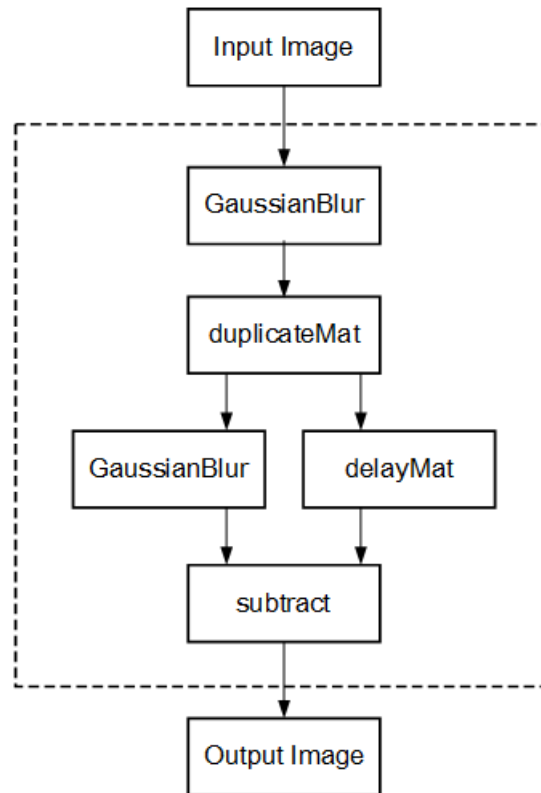 Input Image
GaussianBlur
duplicateMat
GaussianBlur
delayMat
subtract
Output Image